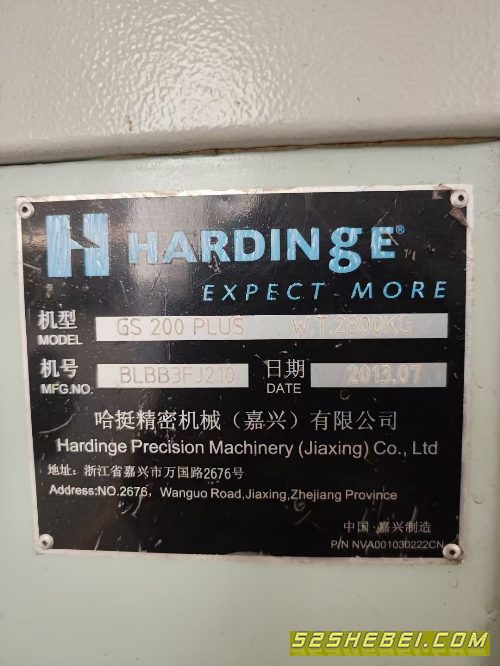 H HARDINGE®
EXPECT MORE
机型 GS 200 PLUS W.T.2800KG
MODEL
机号 BLBB3FJ210 日期 2013.07
MFG.NO. DATE
哈挺精密机械（嘉兴）有限公司
Hardinge Precision Machinery (Jiaxing) Co., Ltd
地址: 浙江省嘉兴市万国路2676号
Address:NO.2676, Wanguo Road,Jiaxing,Zhejiang Province
中国·嘉兴制造
P/N NVA001030222CN
52SHEBEI.COM